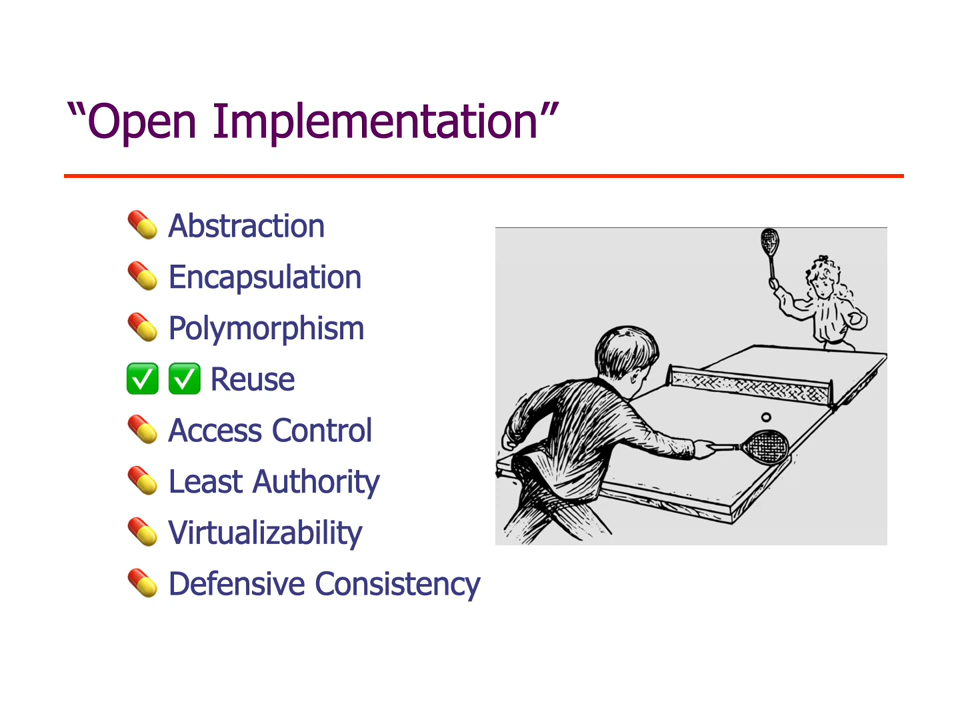 “Open Implementation”
💊 Abstraction
💊 Encapsulation
💊 Polymorphism
✅ ✅ Reuse
💊 Access Control
💊 Least Authority
💊 Virtualizability
💊 Defensive Consistency